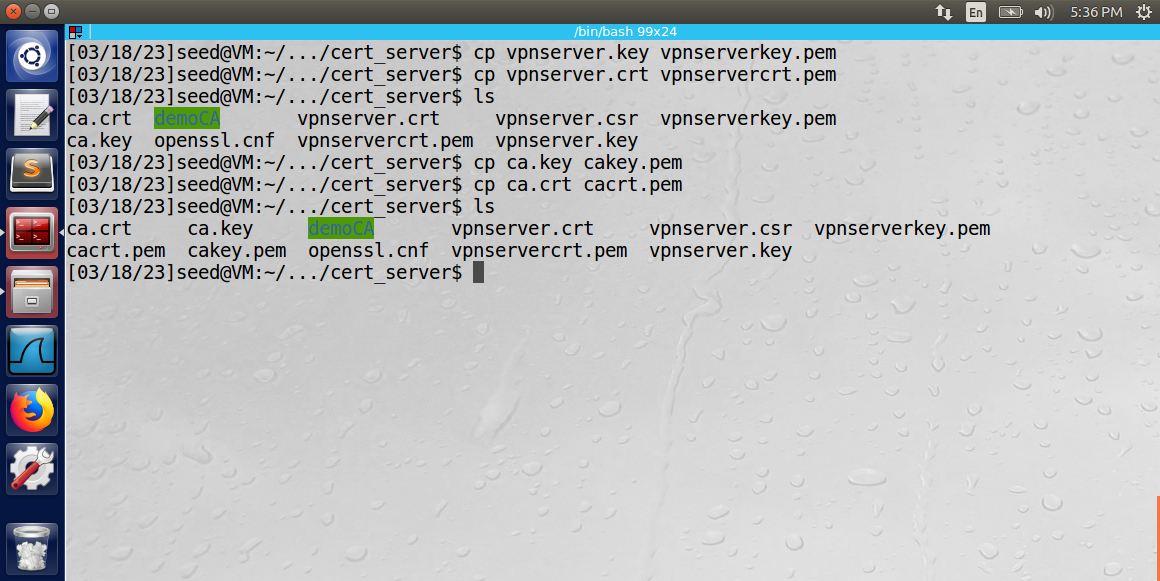 En 5:36 PM
/bin/bash 99x24
[03/18/23]seed@VM:~/.../cert_server$ cp vpnserver.key vpnserverkey.pem
[03/18/23]seed@VM:~/.../cert_server$ cp vpnserver.crt vpnservercrt.pem
[03/18/23]seed@VM:~/.../cert_server$ ls
ca.crt  demoCA       vpnserver.crt     vpnserver.csr  vpnserverkey.pem
ca.key  openssl.cnf  vpnservercrt.pem  vpnserver.key
[03/18/23]seed@VM:~/.../cert_server$ cp ca.key cakey.pem
[03/18/23]seed@VM:~/.../cert_server$ cp ca.crt cacrt.pem
[03/18/23]seed@VM:~/.../cert_server$ ls
ca.crt     ca.key     demoCA       vpnserver.crt     vpnserver.csr  vpnserverkey.pem
cacrt.pem  cakey.pem  openssl.cnf  vpnservercrt.pem  vpnserver.key
[03/18/23]seed@VM:~/.../cert_server$